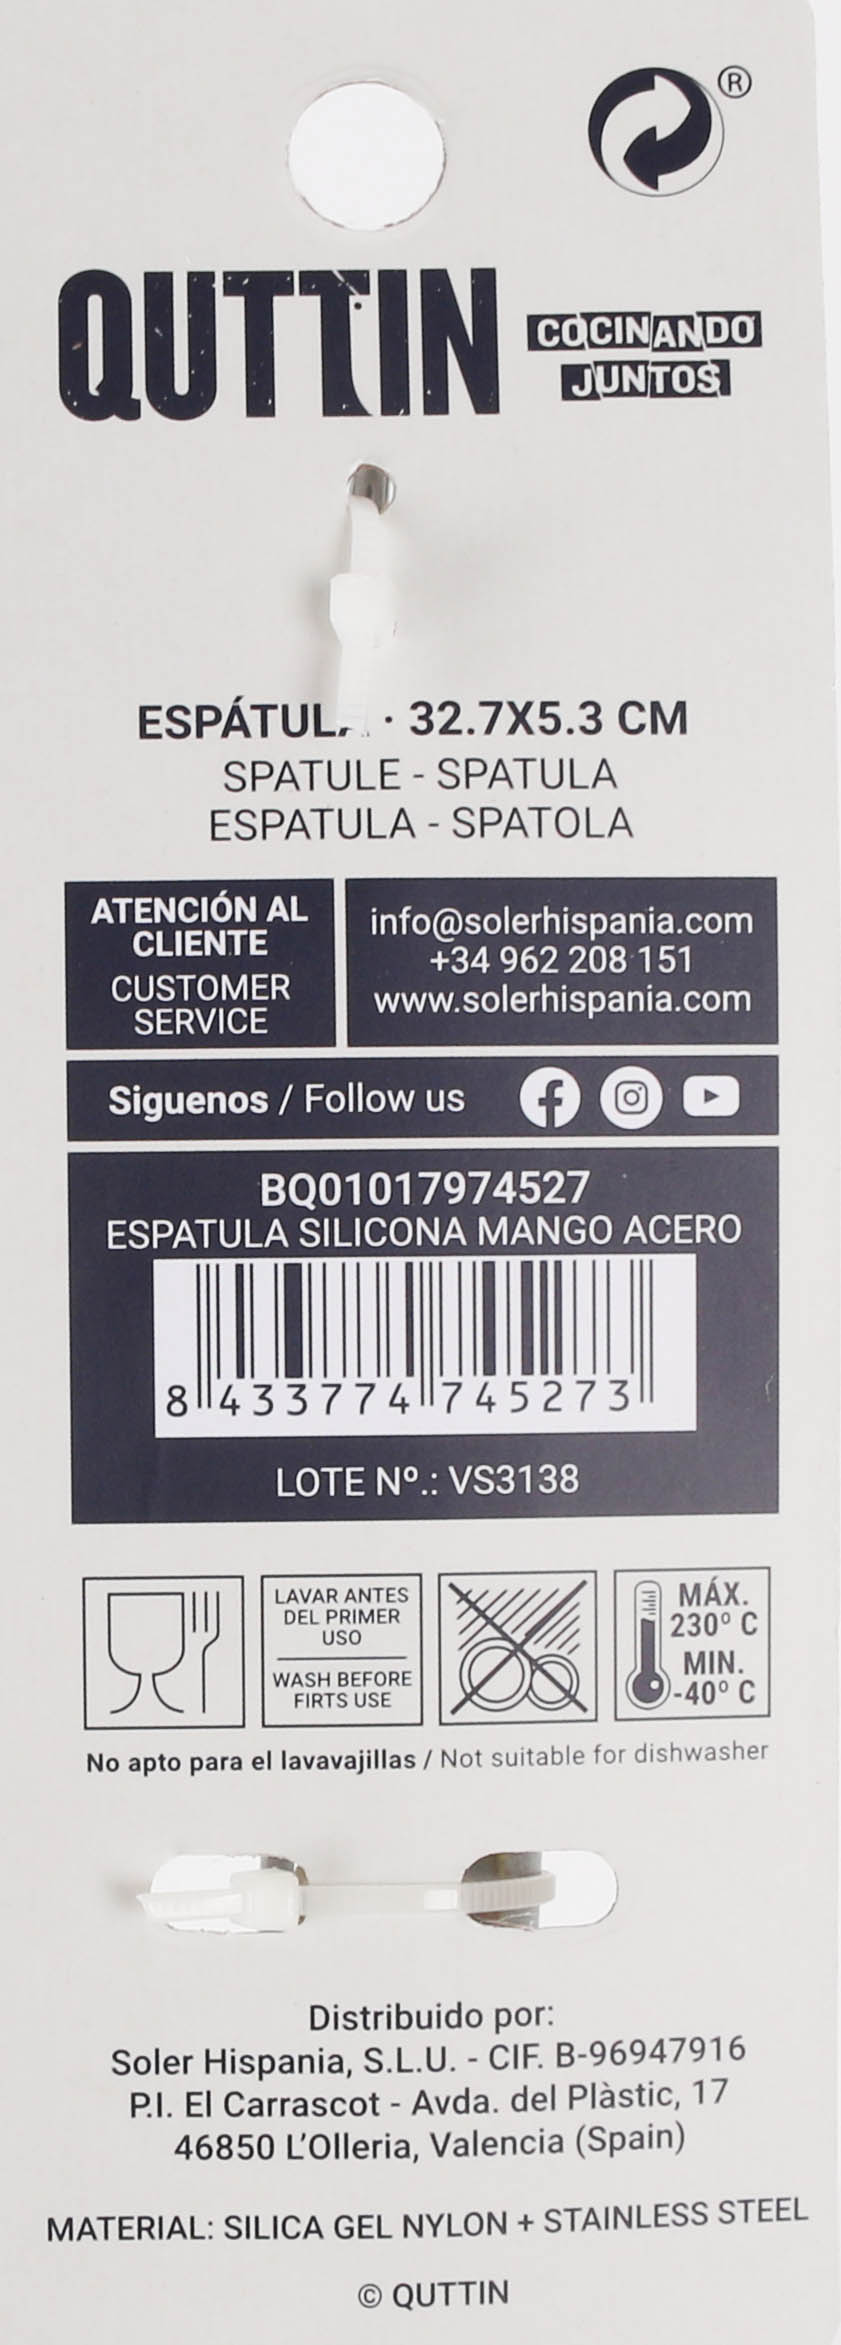 ®
QUTTIN
COCINANDO
JUNTOS
· 32.7X5.3 CM
SPATULE - SPATULA
ESPATULA - SPATOLA
ATENCIÓN AL
CLIENTE
CUSTOMER
SERVICE
info@solerhispania.com
+34 962 208 151
www.solerhispania.com
Siguenos / Follow us
BQ01017974527
ESPATULA SILICONA MANGO ACERO
8 433774 745273
LOTE Nº.: VS3138
LAVAR ANTES
DEL PRIMER
USO
WASH BEFORE
FIRTS USE
MÁX.
230º C
MIN.
-40º C
No apto para el lavavajillas / Not suitable for dishwasher
Distribuido por:
Soler Hispania, S.L.U. - CIF. B-96947916
P.I. El Carrascot - Avda. del Plàstic, 17
46850 L'Olleria, Valencia (Spain)
MATERIAL: SILICA GEL NYLON + STAINLESS STEEL
© QUTTIN